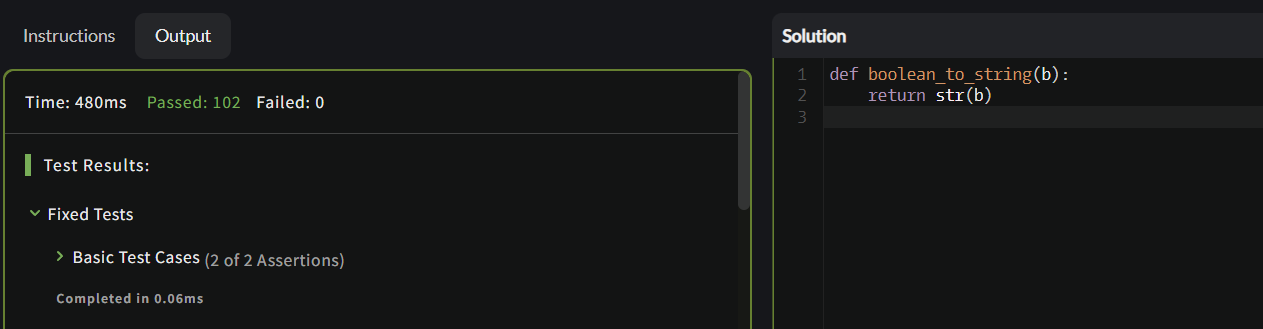 Instructions Output
Time: 480ms Passed: 102 Failed: 0
Test Results:
Fixed Tests
Basic Test Cases (2 of 2 Assertions)
Completed in 0.06ms
Solution
1 def boolean_to_string(b):
2     return str(b)
3